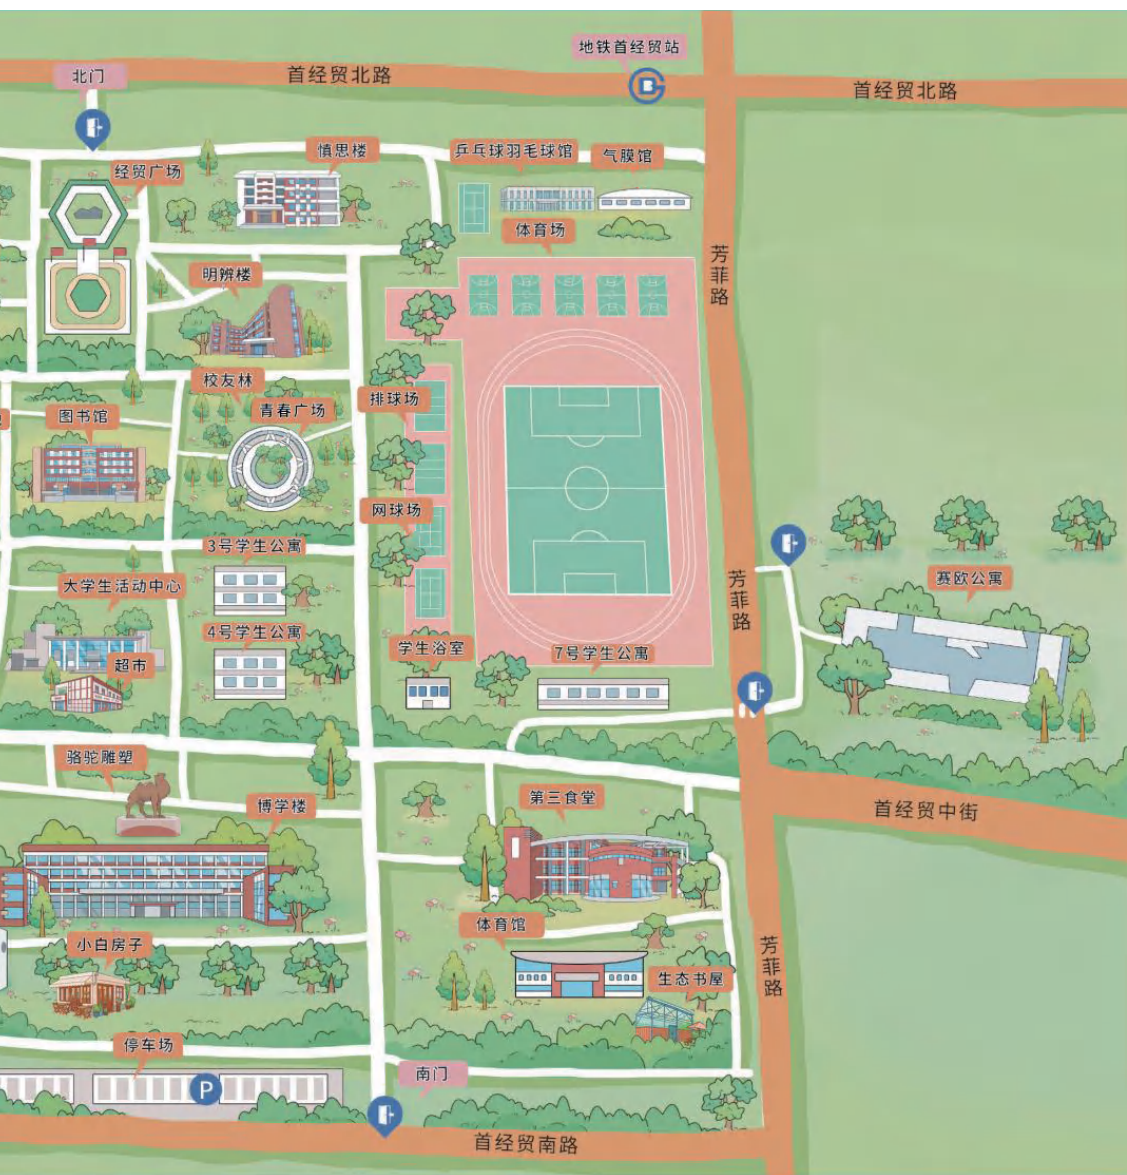 地铁首经贸站
北门
首经贸北路
首经贸北路
慎思楼
乒乓球羽毛球馆
气膜馆
经贸广场
体育场
芳菲路
明辨楼
校友林
排球场
青春广场
图书馆
网球场
3号学生公寓
赛欧公寓
大学生活动中心
芳菲路
4号学生公寓
学生浴室
7号学生公寓
超市
骆驼雕塑
博学楼
第三食堂
首经贸中街
体育馆
小白房子
芳菲路
生态书屋
停车场
南门
P
首经贸南路